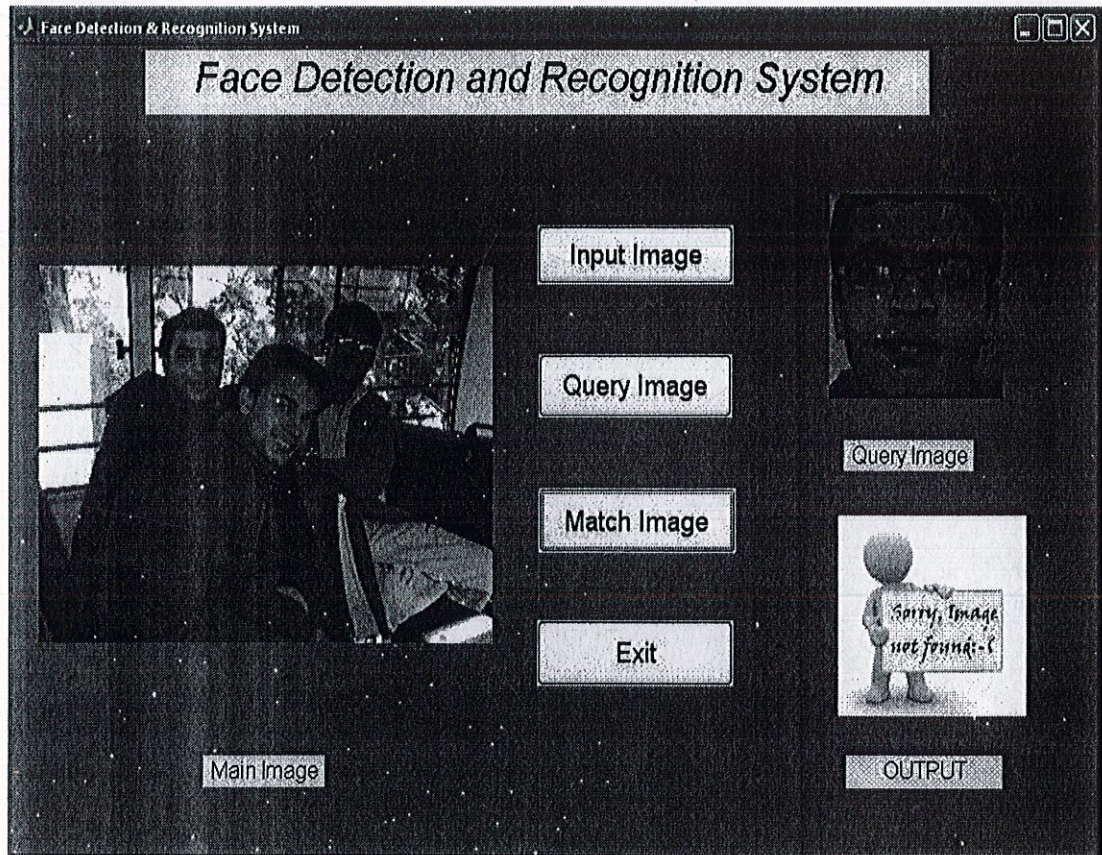 Face Detection & Recognition System
Face Detection and Recognition System
Input Image
Query Image
Match Image
Exit
Query Image
Sorry, Image
not found:-(
Main Image
OUTPUT